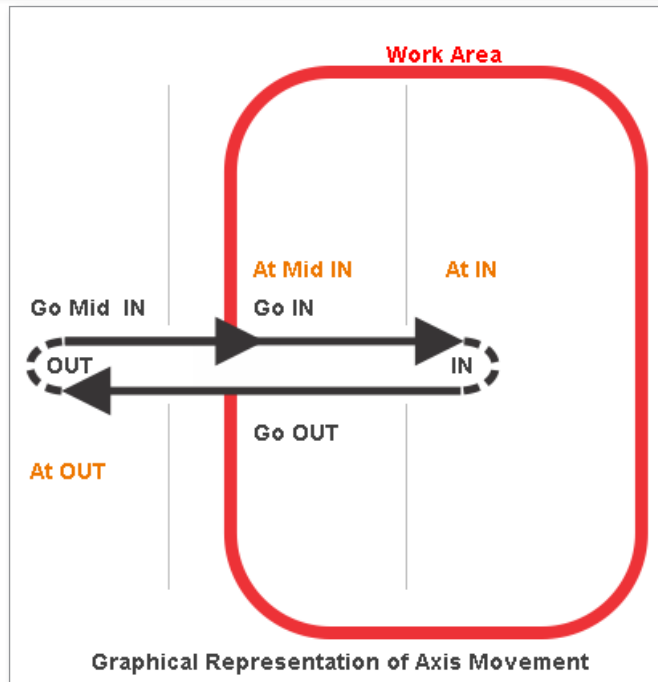 Work Area
At Mid IN
At IN
Go Mid  IN
Go IN
OUT
IN
Go OUT
At OUT
Graphical Representation of Axis Movement